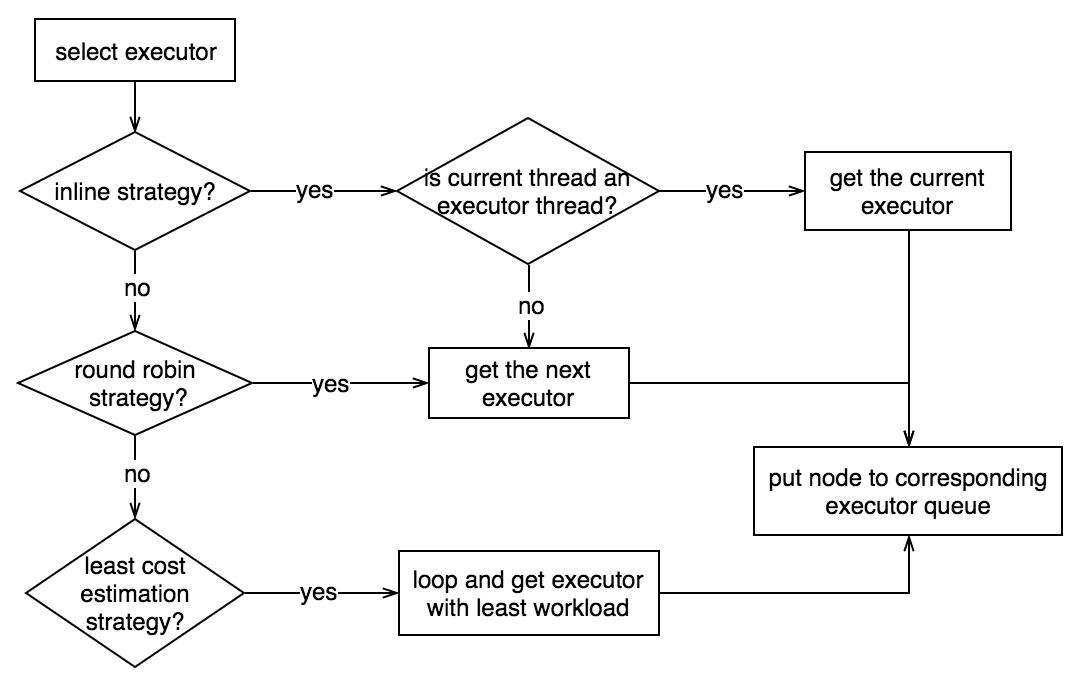 select executor
inline strategy?
yes
is current thread an
executor thread?
yes
get the current
executor
no
no
round robin
strategy?
yes
get the next
executor
no
put node to corresponding
executor queue
least cost
estimation
strategy?
yes
loop and get executor
with least workload